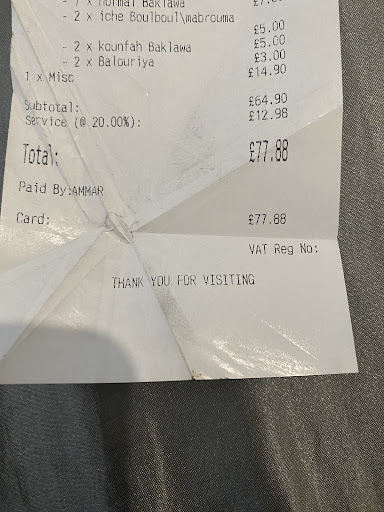 normal Baklawa
- 2 x iche Boulboul\mabrouma
£5.00
- 2 x kounfah Baklawa £5.00
- 2 x Balouriya £3.00
1 x Misc £14.90
Subtotal: £64.90
Service (@ 20.00%): £12.98
Total: £77.88
Paid By:AMMAR
Card: £77.88
VAT Reg No:
THANK YOU FOR VISITING